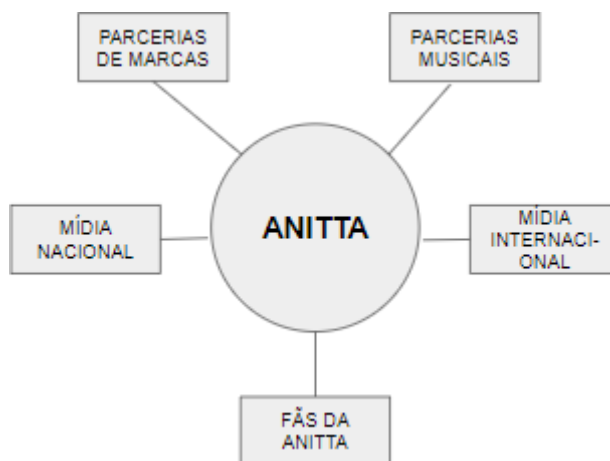 PARCERIAS
DE MARCAS
PARCERIAS
MUSICAIS
ANITTA
MÍDIA
NACIONAL
MÍDIA
INTERNACI-
ONAL
FÃS DA
ANITTA